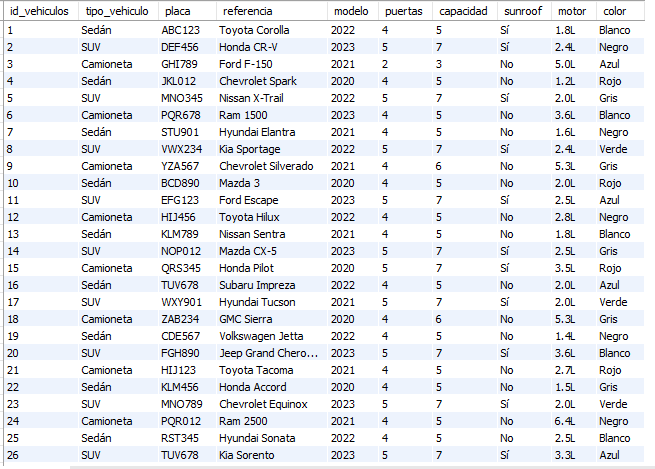 id_vehiculos tipo_vehiculo placa referencia modelo puertas capacidad sunroof motor color
1 Sedán ABC123 Toyota Corolla 2022 4 5 Sí 1.8L Blanco
2 SUV DEF456 Honda CR-V 2023 5 7 Sí 2.4L Negro
3 Camioneta GHI789 Ford F-150 2021 2 3 No 5.0L Azul
4 Sedán JKL012 Chevrolet Spark 2020 4 5 No 1.2L Rojo
5 SUV MNO345 Nissan X-Trail 2022 5 7 Sí 2.0L Gris
6 Camioneta PQR678 Ram 1500 2023 4 5 No 3.6L Blanco
7 Sedán STU901 Hyundai Elantra 2021 4 5 No 1.6L Negro
8 SUV VWX234 Kia Sportage 2022 5 7 Sí 2.4L Verde
9 Camioneta YZA567 Chevrolet Silverado 2021 4 6 No 5.3L Gris
10 Sedán BCD890 Mazda 3 2020 4 5 No 2.0L Rojo
11 SUV EFG123 Ford Escape 2023 5 7 Sí 2.5L Azul
12 Camioneta HIJ456 Toyota Hilux 2022 4 5 No 2.8L Negro
13 Sedán KLM789 Nissan Sentra 2021 4 5 No 1.8L Blanco
14 SUV NOP012 Mazda CX-5 2023 5 7 Sí 2.5L Gris
15 Camioneta QRS345 Honda Pilot 2020 5 7 Sí 3.5L Rojo
16 Sedán TUV678 Subaru Impreza 2022 4 5 No 2.0L Azul
17 SUV WXY901 Hyundai Tucson 2021 5 7 Sí 2.0L Verde
18 Camioneta ZAB234 GMC Sierra 2020 4 6 No 5.3L Gris
19 Sedán CDE567 Volkswagen Jetta 2022 4 5 No 1.4L Negro
20 SUV FGH890 Jeep Grand Chero... 2023 5 7 Sí 3.6L Blanco
21 Camioneta HIJ123 Toyota Tacoma 2021 4 5 No 2.7L Rojo
22 Sedán KLM456 Honda Accord 2020 4 5 No 1.5L Gris
23 SUV MNO789 Chevrolet Equinox 2023 5 7 Sí 2.0L Verde
24 Camioneta PQR012 Ram 2500 2021 4 5 No 6.4L Negro
25 Sedán RST345 Hyundai Sonata 2022 4 5 No 2.5L Blanco
26 SUV TUV678 Kia Sorento 2023 5 7 Sí 3.3L Azul